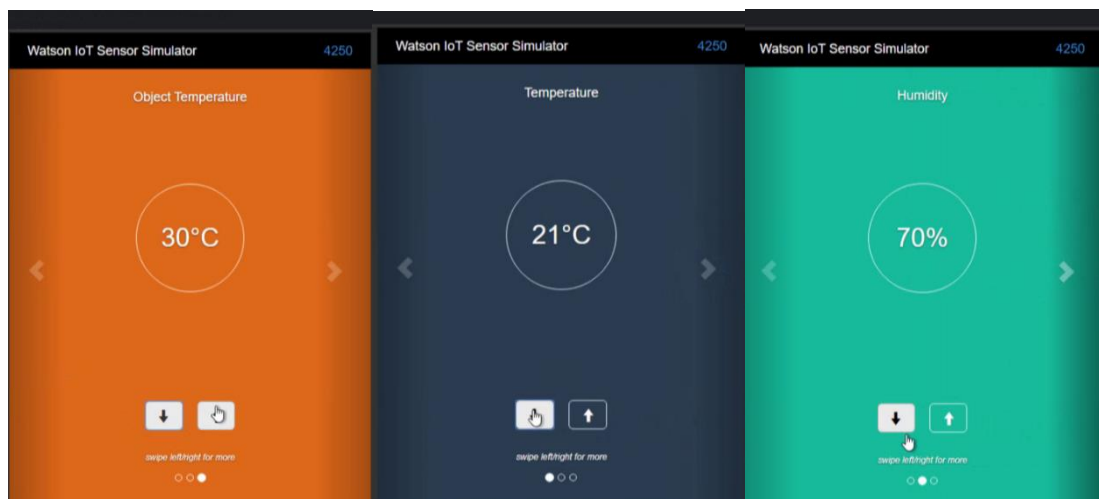 Watson IoT Sensor Simulator 4250
Object Temperature
30°C
swipe left/right for more
Watson IoT Sensor Simulator 4250
Temperature
21°C
swipe left/right for more
Watson IoT Sensor Simulator 4250
Humidity
70%
swipe left/right for more